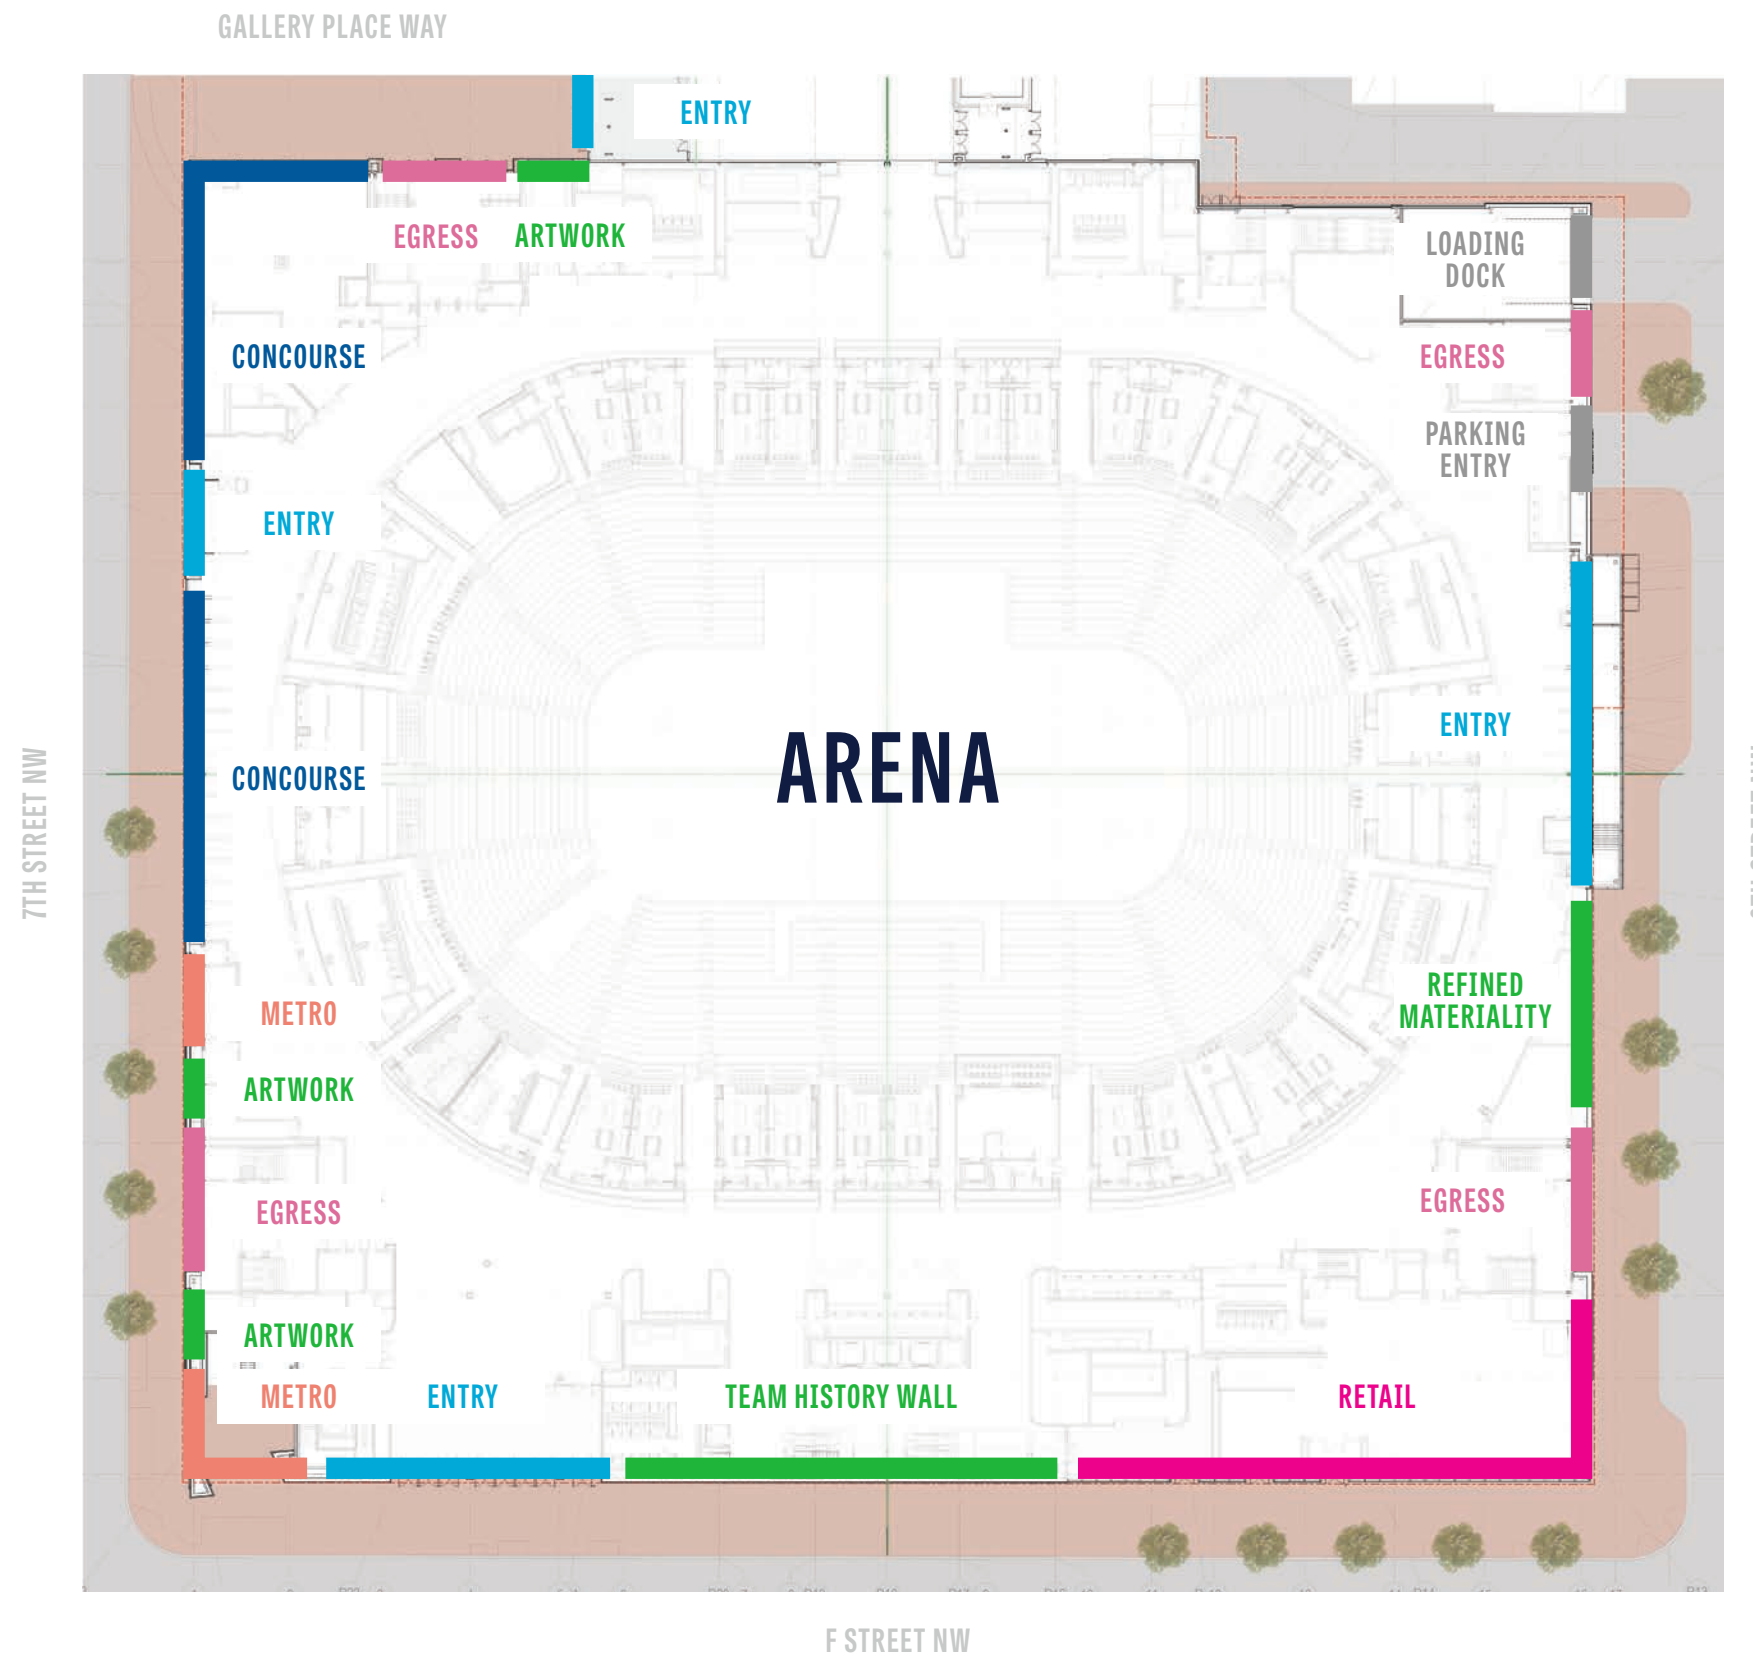 GALLERY PLACE WAY
ENTRY
EGRESS
ARTWORK
LOADING
DOCK
CONCOURSE
EGRESS
PARKING
ENTRY
ENTRY
ENTRY
ARENA
CONCOURSE
7TH STREET NW
METRO
REFINED
MATERIALITY
ARTWORK
EGRESS
EGRESS
ARTWORK
METRO
ENTRY
TEAM HISTORY WALL
RETAIL
F STREET NW